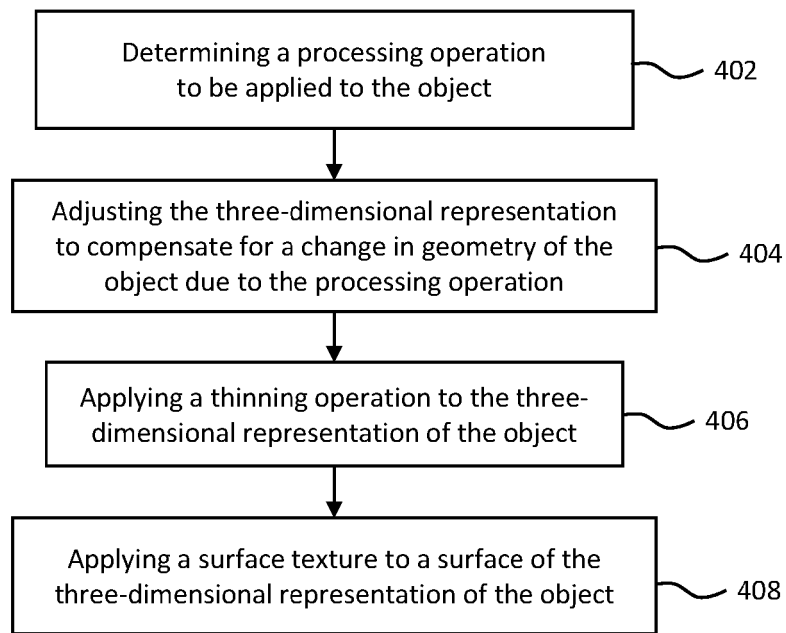 Determining a processing operation
to be applied to the object
402
Adjusting the three-dimensional representation
to compensate for a change in geometry of the
object due to the processing operation
404
Applying a thinning operation to the three-
dimensional representation of the object
406
Applying a surface texture to a surface of the
three-dimensional representation of the object
408